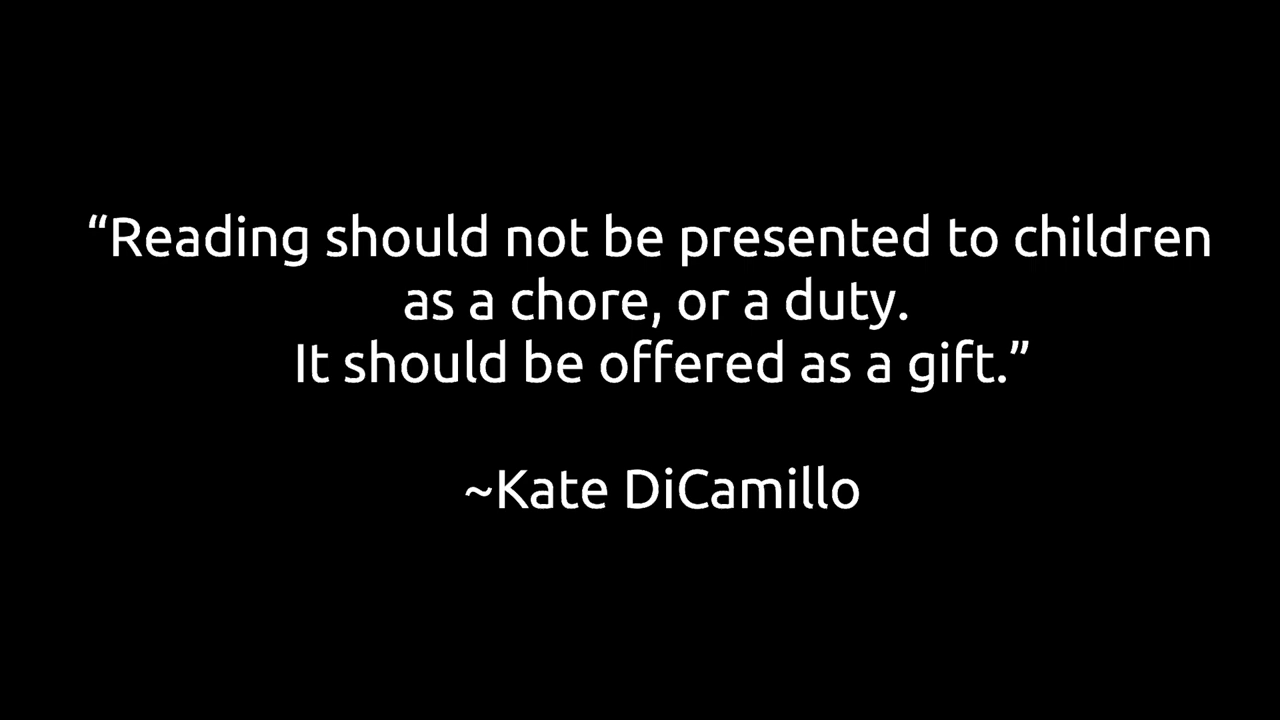 “Reading should not be presented to children
as a chore, or a duty.
It should be offered as a gift.”
~Kate DiCamillo